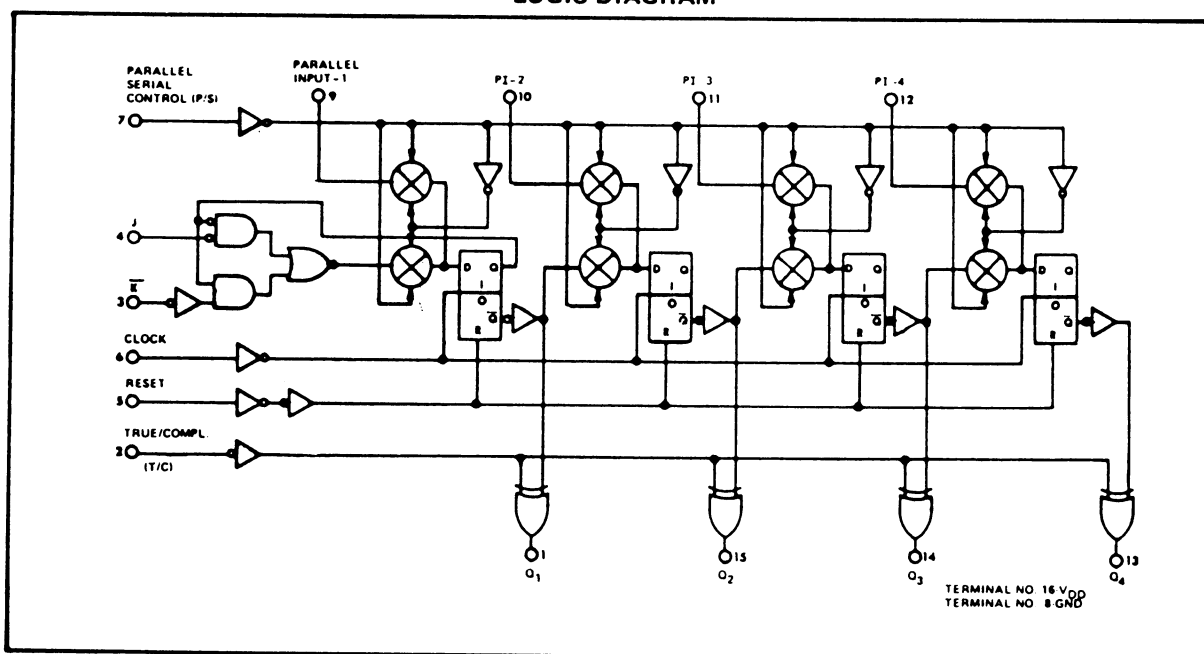 LOGIC DIAGRAM
PARALLEL
SERIAL
CONTROL (P/S)
7
PARALLEL
INPUT-1
9
PI-2
10
PI-3
11
PI-4
12
J
4
K
3
CLOCK
6
RESET
5
TRUE/COMPL.
2
(T/C)
D Q
Q
R
D Q
Q
R
D Q
Q
R
D Q
Q
R
1
Q1
15
Q2
14
Q3
13
Q4
TERMINAL NO. 16-VDD
TERMINAL NO. 8-GND